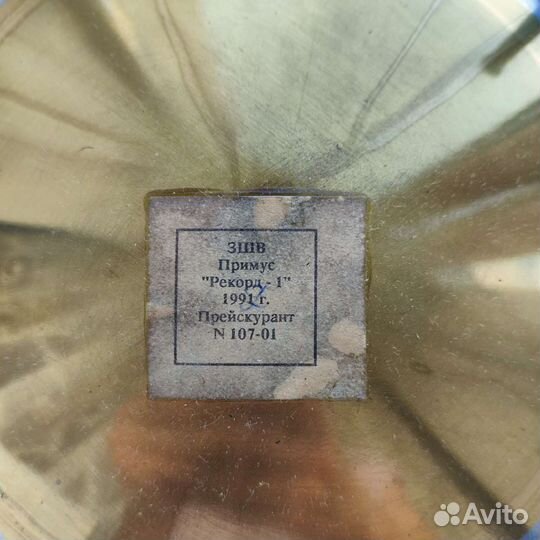 ЗШВ
Примус
"Рекорд - 1"
1991 г.
Прейскурант
N 107-01
Avito